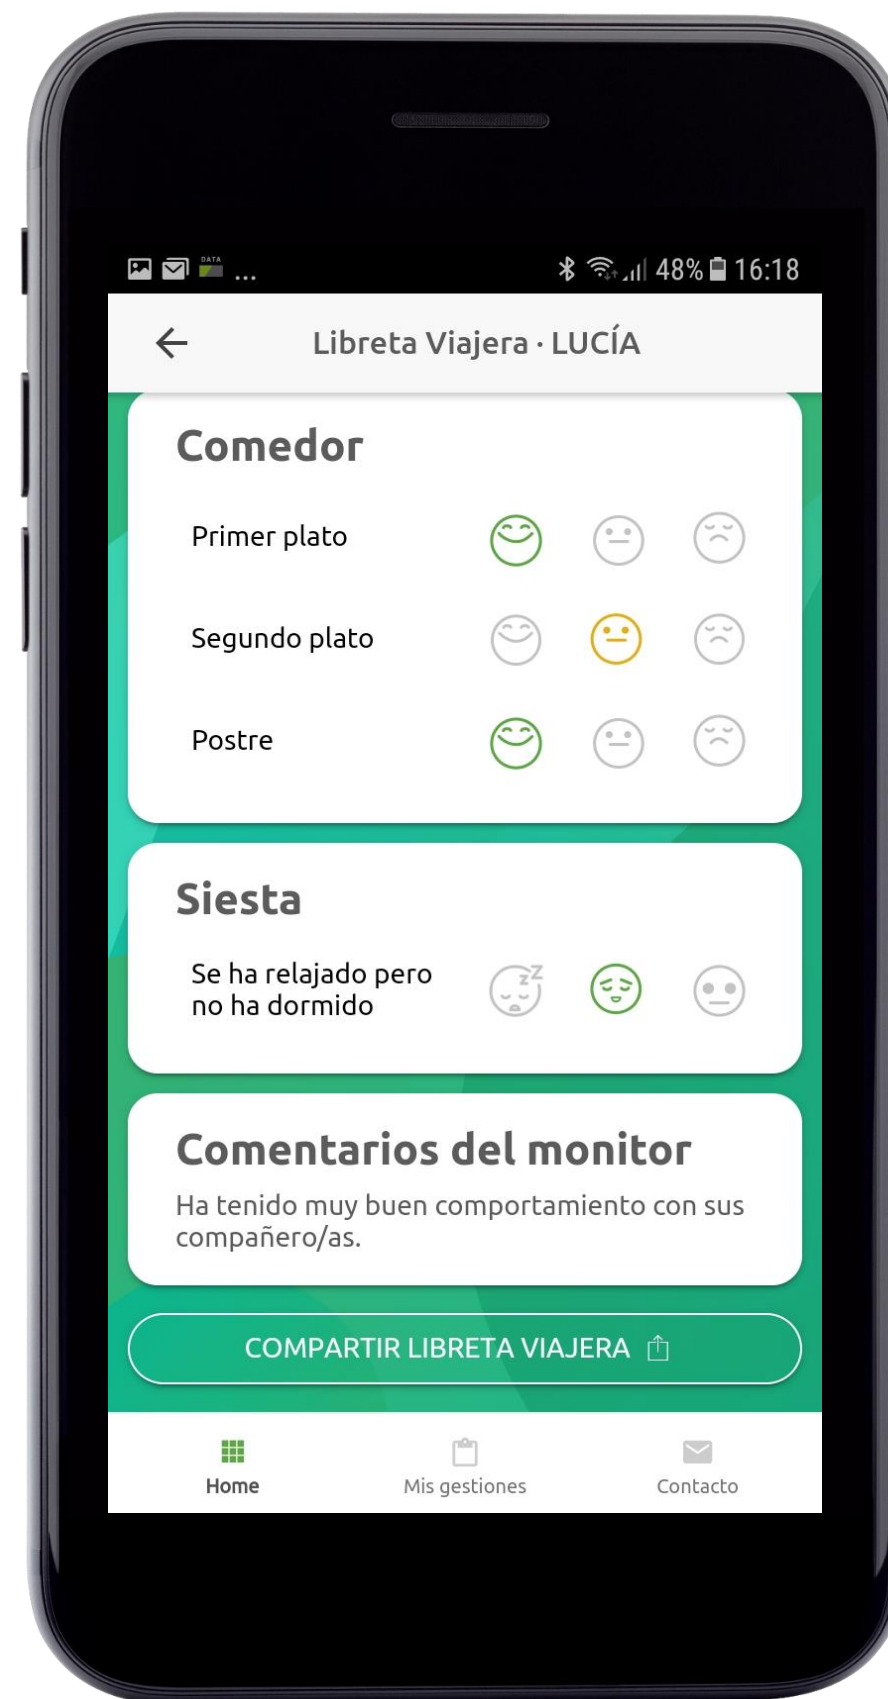 DATA
... 48% 16:18
Libreta Viajera · LUCÍA
Comedor
Primer plato
Segundo plato
Postre
Siesta
Se ha relajado pero
no ha dormido
zZ
Comentarios del monitor
Ha tenido muy buen comportamiento con sus
compañero/as.
COMPARTIR LIBRETA VIAJERA
Home Mis gestiones Contacto